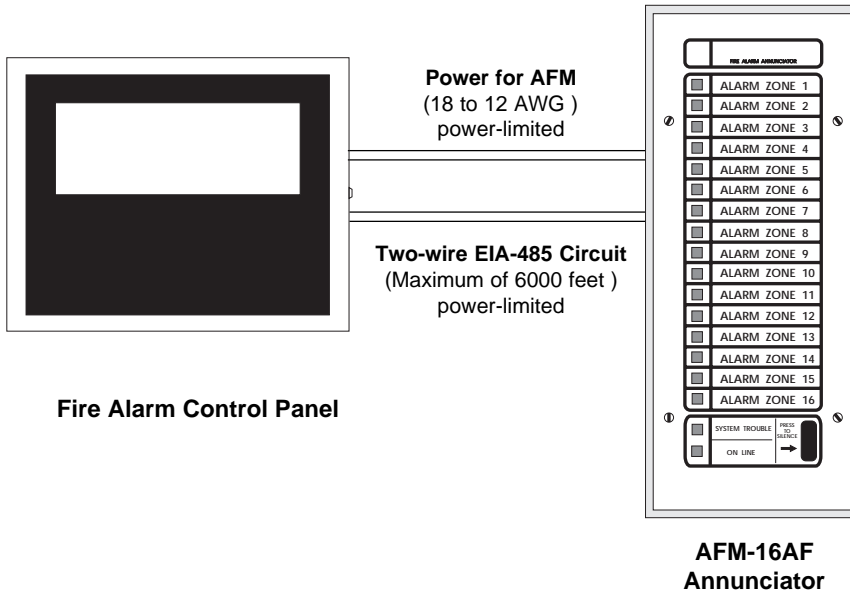 FIRE ALARM ANNUNCIATOR
Power for AFM
(18 to 12 AWG )
power-limited
Two-wire EIA-485 Circuit
(Maximum of 6000 feet )
power-limited
Fire Alarm Control Panel
ALARM ZONE 1
ALARM ZONE 2
ALARM ZONE 3
ALARM ZONE 4
ALARM ZONE 5
ALARM ZONE 6
ALARM ZONE 7
ALARM ZONE 8
ALARM ZONE 9
ALARM ZONE 10
ALARM ZONE 11
ALARM ZONE 12
ALARM ZONE 13
ALARM ZONE 14
ALARM ZONE 15
ALARM ZONE 16
SYSTEM TROUBLE
ON LINE
PRESS
TO
SILENCE
AFM-16AF
Annunciator